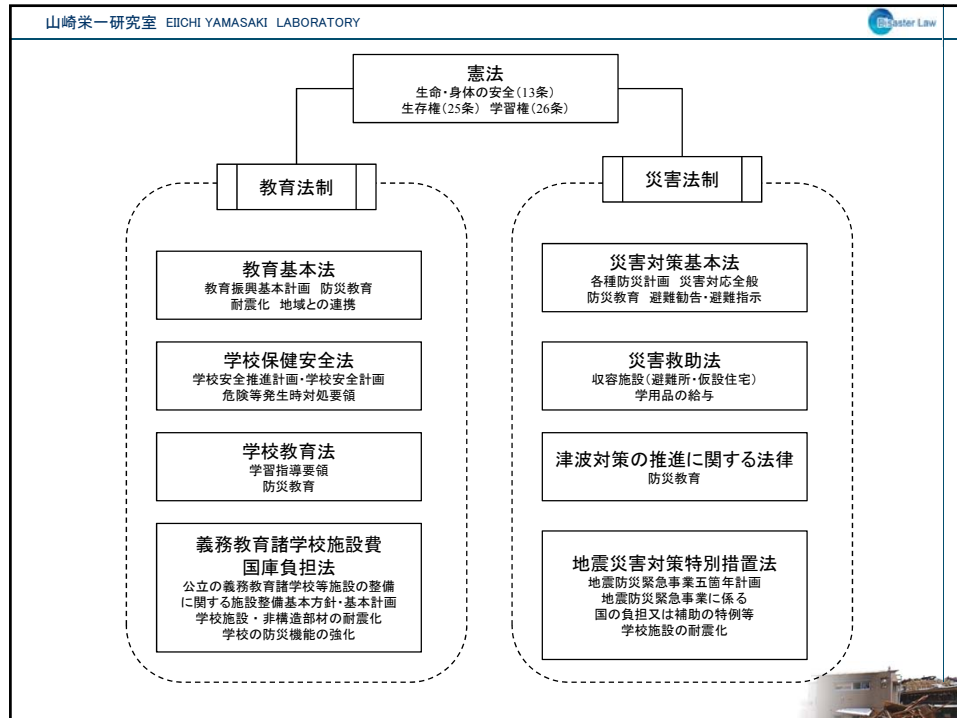 山崎栄一研究室 EIICHI YAMASAKI LABORATORY
Disaster Law
憲法
生命・身体の安全(13条)
生存権(25条) 学習権(26条)
教育法制
教育基本法
教育振興基本計画 防災教育
耐震化 地域との連携
学校保健安全法
学校安全推進計画・学校安全計画
危険等発生時対処要領
学校教育法
学習指導要領
防災教育
義務教育諸学校施設費
国庫負担法
公立の義務教育諸学校等施設の整備
に関する施設整備基本方針・基本計画
学校施設・非構造部材の耐震化
学校の防災機能の強化
災害法制
災害対策基本法
各種防災計画 災害対応全般
防災教育 避難勧告・避難指示
災害救助法
収容施設(避難所・仮設住宅)
学用品の給与
津波対策の推進に関する法律
防災教育
地震災害対策特別措置法
地震防災緊急事業五箇年計画
地震防災緊急事業に係る
国の負担又は補助の特例等
学校施設の耐震化